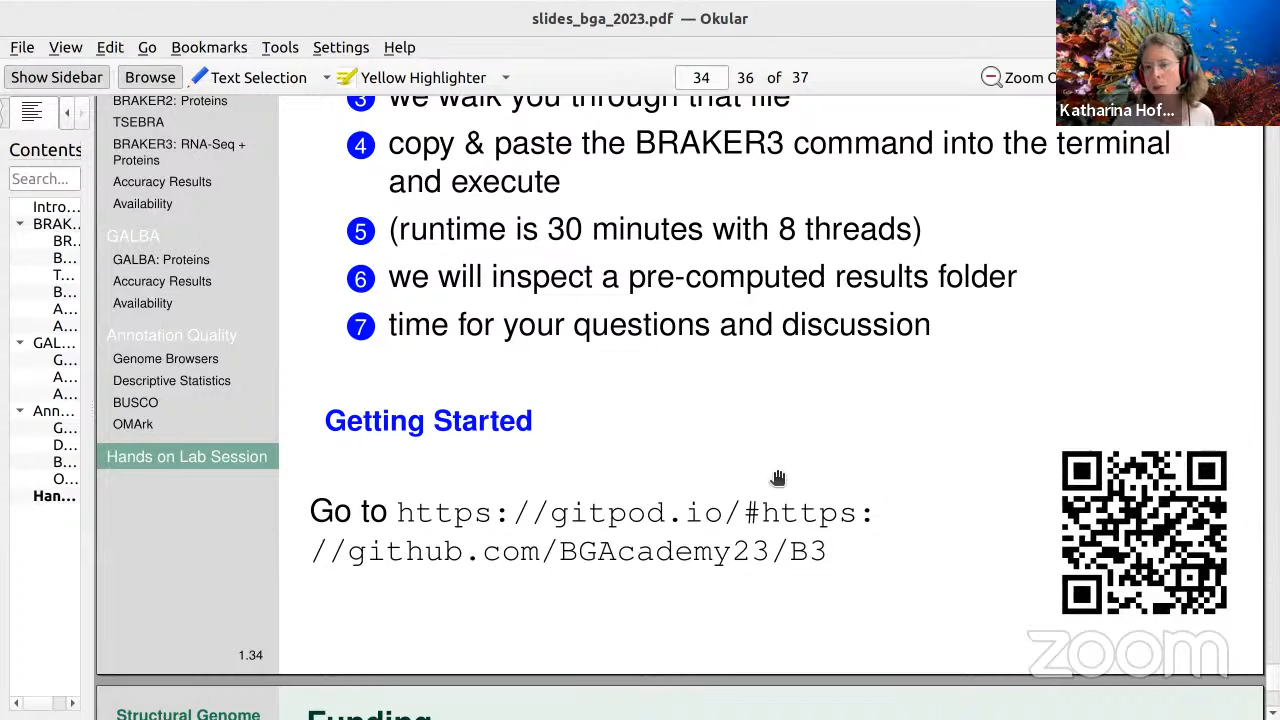 slides_bga_2023.pdf — Okular
File View Edit Go Bookmarks Tools Settings Help
Show Sidebar Browse Text Selection Yellow Highlighter 34 36 of 37 Zoom
Katharina Hof...
Contents
Search...
Intro...
BRAK
BR.
B...
T...
B...
A...
A...
GAL...
G...
A...
A...
Ann...
G...
D...
B...
O...
Han...
BRAKER2: Proteins
TSEBRA
BRAKER3: RNA-Seq +
Proteins
Accuracy Results
Availability
GALBA
GALBA: Proteins
Accuracy Results
Availability
Annotation Quality
Genome Browsers
Descriptive Statistics
BUSCO
OMArk
Hands on Lab Session
1.34
3 we walk you through that file
4 copy & paste the BRAKER3 command into the terminal
and execute
5 (runtime is 30 minutes with 8 threads)
6 we will inspect a pre-computed results folder
7 time for your questions and discussion
Getting Started
Go to https://gitpod.io/#https:
//github.com/BGAcademy23/B3
zoom
Structural Genome
Funding